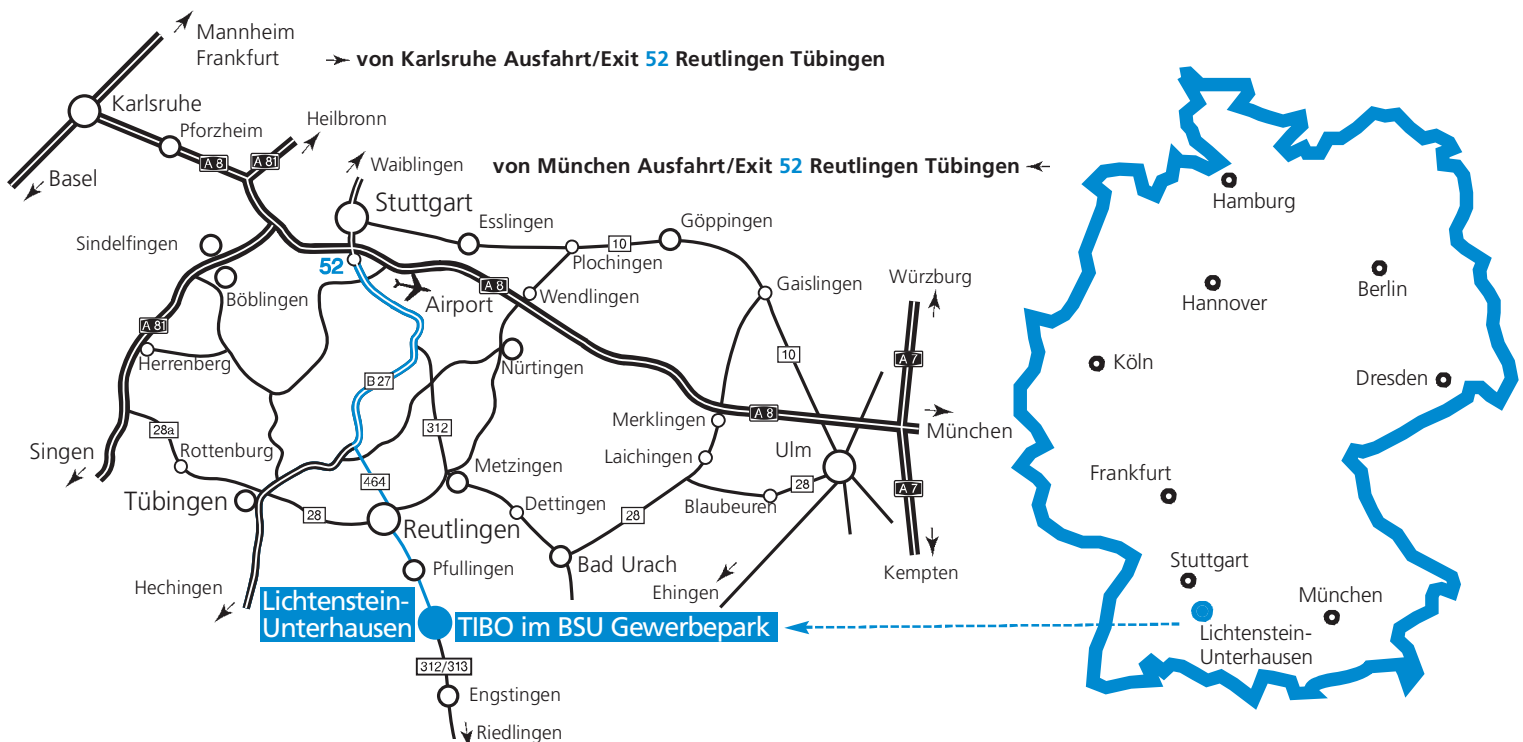 Mannheim
Frankfurt
von Karlsruhe Ausfahrt/Exit 52 Reutlingen Tübingen
Karlsruhe
Pforzheim
Heilbronn
A 8
A 81
Basel
Waiblingen
von München Ausfahrt/Exit 52 Reutlingen Tübingen
Stuttgart
Esslingen
Göppingen
Sindelfingen
10
Plochingen
52
Böblingen
Airport
A 8
Wendlingen
Gaislingen
Würzburg
A 81
Herrenberg
Nürtingen
10
A 7
B 27
28a
312
Merklingen
A 8
München
Singen
Rottenburg
Metzingen
Laichingen
Ulm
464
Tübingen
28
Reutlingen
Dettingen
28
Blaubeuren
28
A 7
Pfullingen
Bad Urach
Kempten
Hechingen
Ehingen
Lichtenstein-
Unterhausen
TIBO im BSU Gewerbepark
312/313
Engstingen
Riedlingen
Hamburg
Hannover
Berlin
Köln
Dresden
Frankfurt
Stuttgart
München
Lichtenstein-
Unterhausen